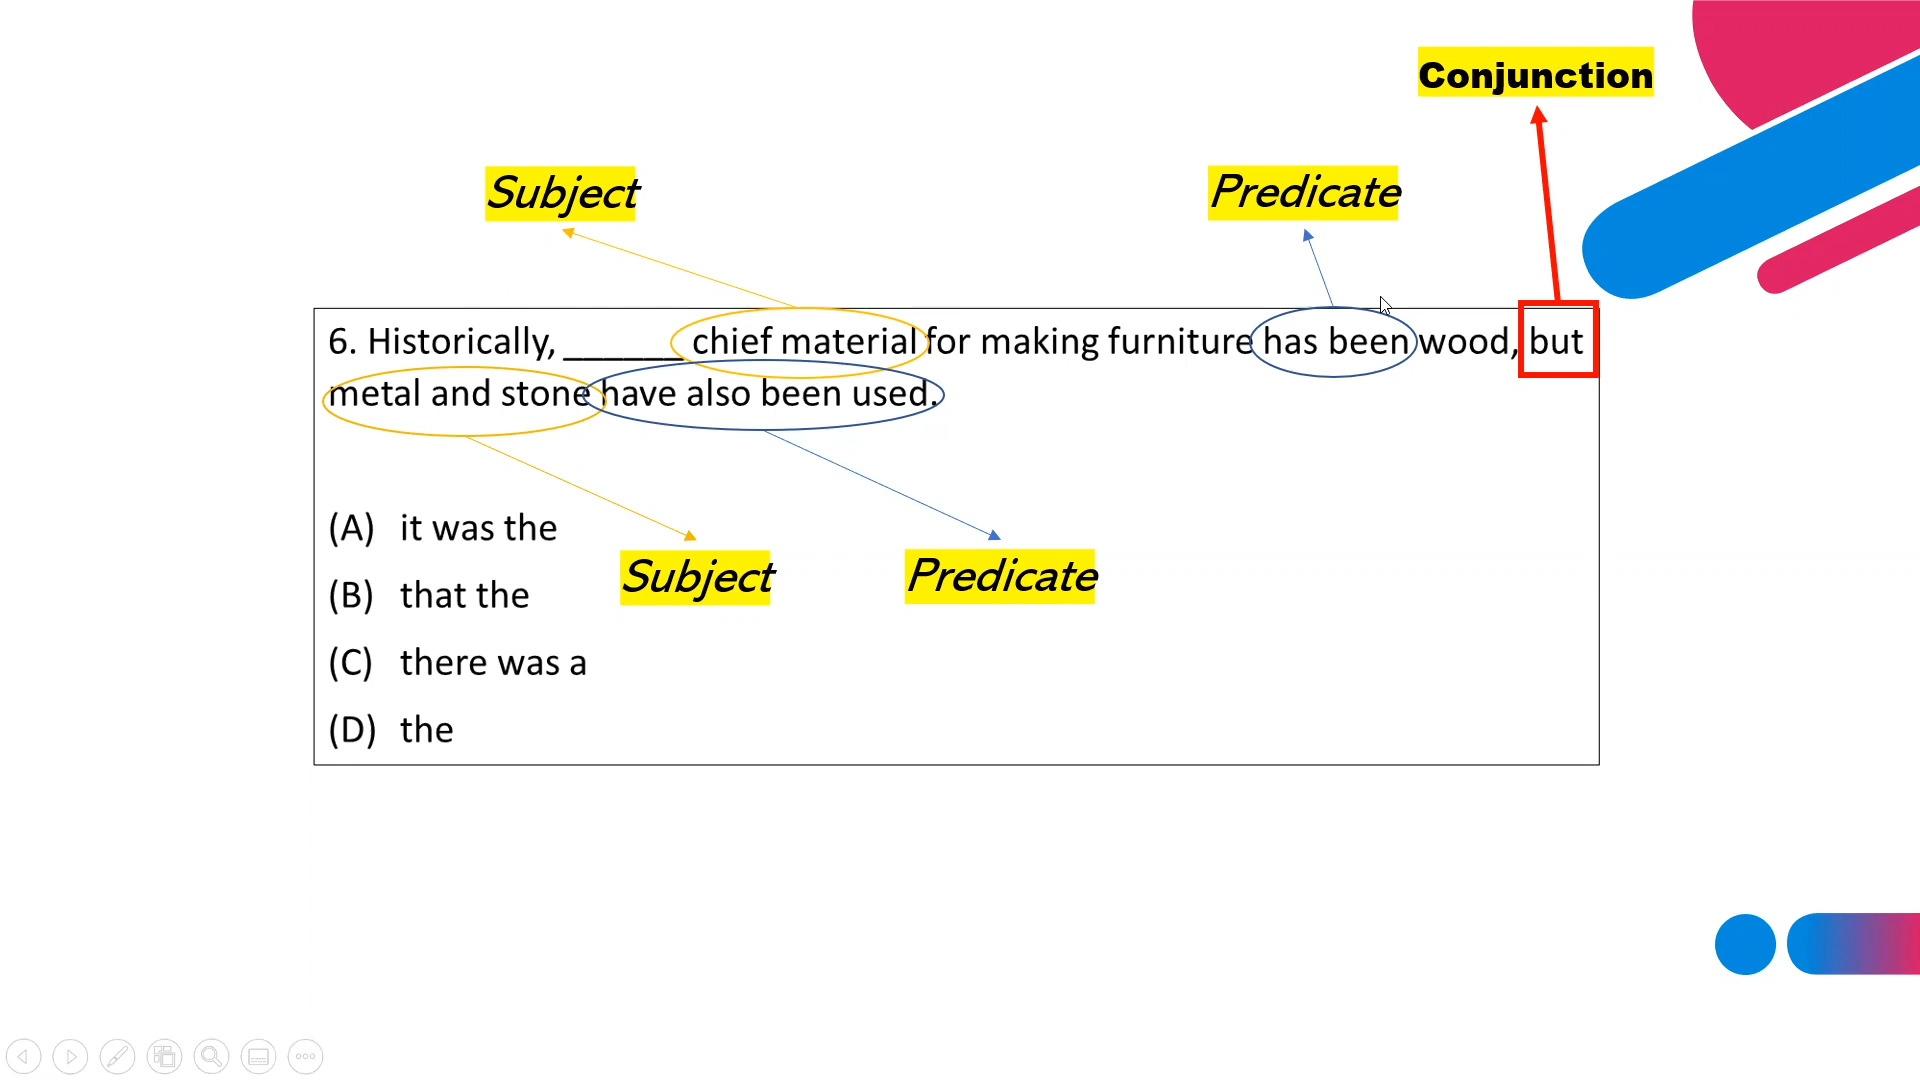 Conjunction
Subject
Predicate
6. Historically, ______ chief material for making furniture has been wood, but
metal and stone have also been used.
(A) it was the
(B) that the
(C) there was a
(D) the
Subject
Predicate